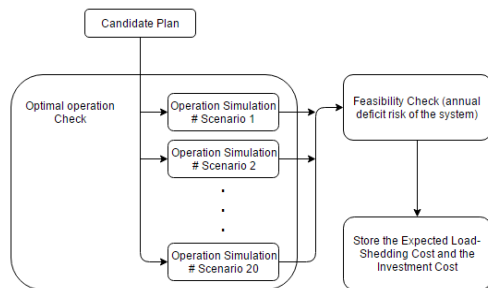 Candidate Plan
Optimal operation
Check
Operation Simulation
# Scenario 1
Operation Simulation
# Scenario 2
Operation Simulation
# Scenario 20
Feasibility Check (annual
deficit risk of the system)
Store the Expected Load-
Shedding Cost and the
Investment Cost